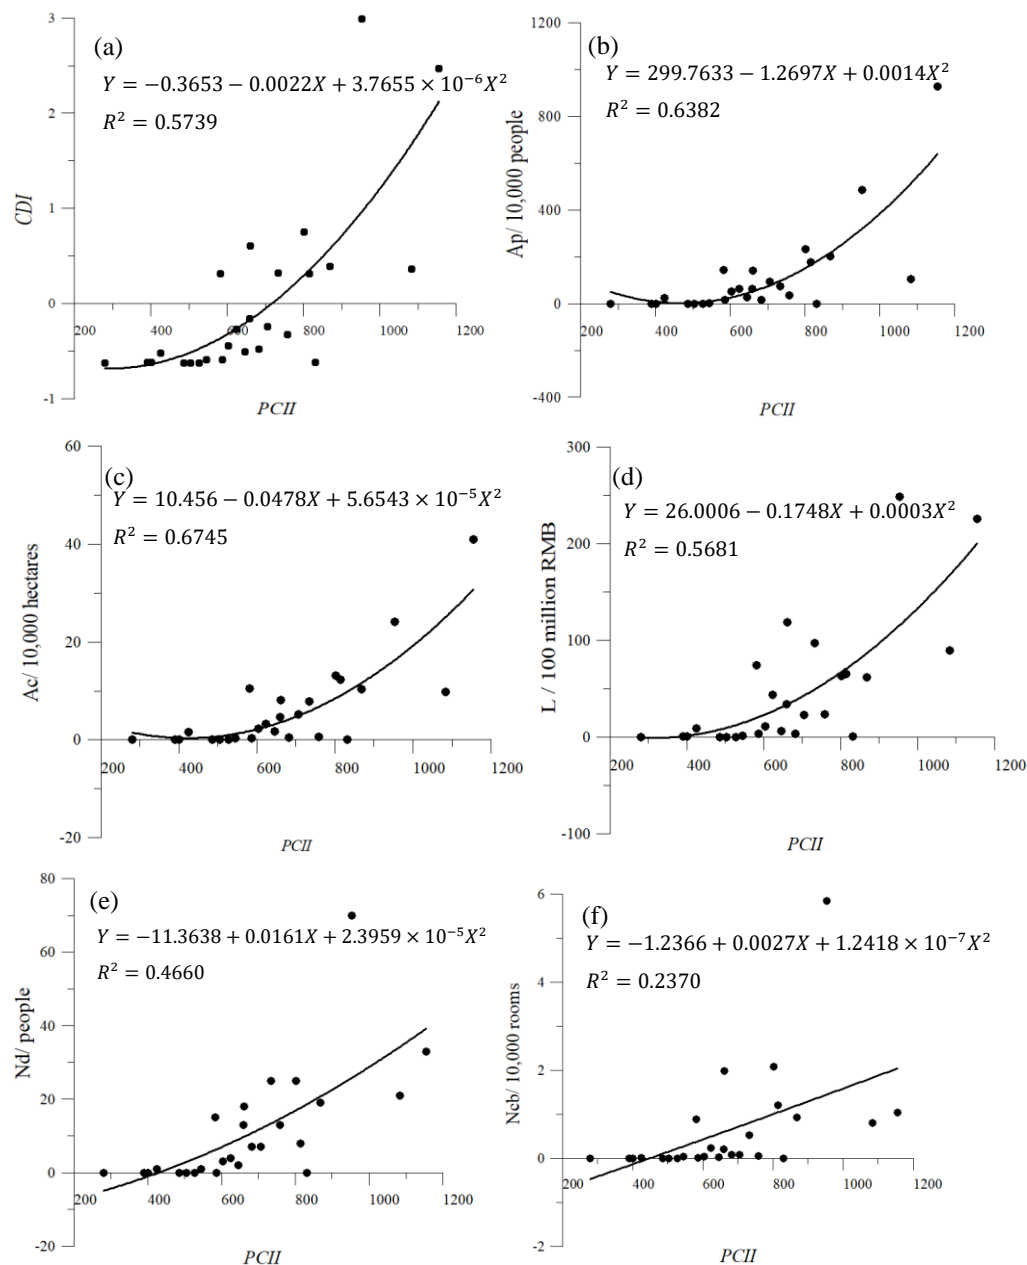 (a)
Y = −0.3653 − 0.0022X + 3.7655 × 10⁻⁶X²
R² = 0.5739
CDI
3
2
1
0
-1
200 400 600 800 1000 1200
PCII
(b)
Y = 299.7633 − 1.2697X + 0.0014X²
R² = 0.6382
Ap/ 10,000 people
1200
800
400
0
-400
200 400 600 800 1000 1200
PCII
(c)
Y = 10.456 − 0.0478X + 5.6543 × 10⁻⁵X²
R² = 0.6745
Ac/ 10,000 hectares
60
40
20
0
-20
200 400 600 800 1000 1200
PCII
(d)
Y = 26.0006 − 0.1748X + 0.0003X²
R² = 0.5681
L / 100 million RMB
300
200
100
0
-100
200 400 600 800 1000 1200
PCII
(e)
Y = −11.3638 + 0.0161X + 2.3959 × 10⁻⁵X²
R² = 0.4660
Nd/ people
80
60
40
20
0
-20
200 400 600 800 1000 1200
PCII
(f)
Y = −1.2366 + 0.0027X + 1.2418 × 10⁻⁷X²
R² = 0.2370
Ncb/ 10,000 rooms
6
4
2
0
-2
200 400 600 800 1000 1200
PCII